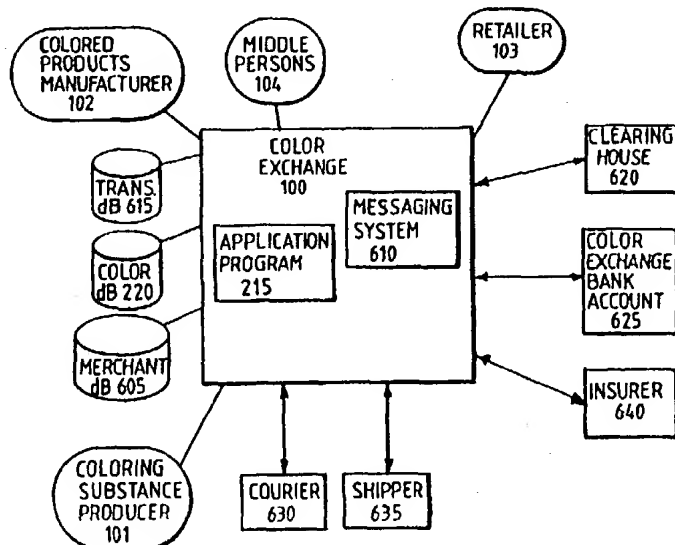 COLORED
PRODUCTS
MANUFACTURER
102
MIDDLE
PERSONS
104
RETAILER
103
COLOR
EXCHANGE
100
TRANS.
dB 615
MESSAGING
SYSTEM
610
APPLICATION
PROGRAM
215
COLOR
dB 220
MERCHANT
dB 605
CLEARING
HOUSE
620
COLOR
EXCHANGE
BANK
ACCOUNT
625
INSURER
640
COLORING
SUBSTANCE
PRODUCER
101
COURIER
630
SHIPPER
635